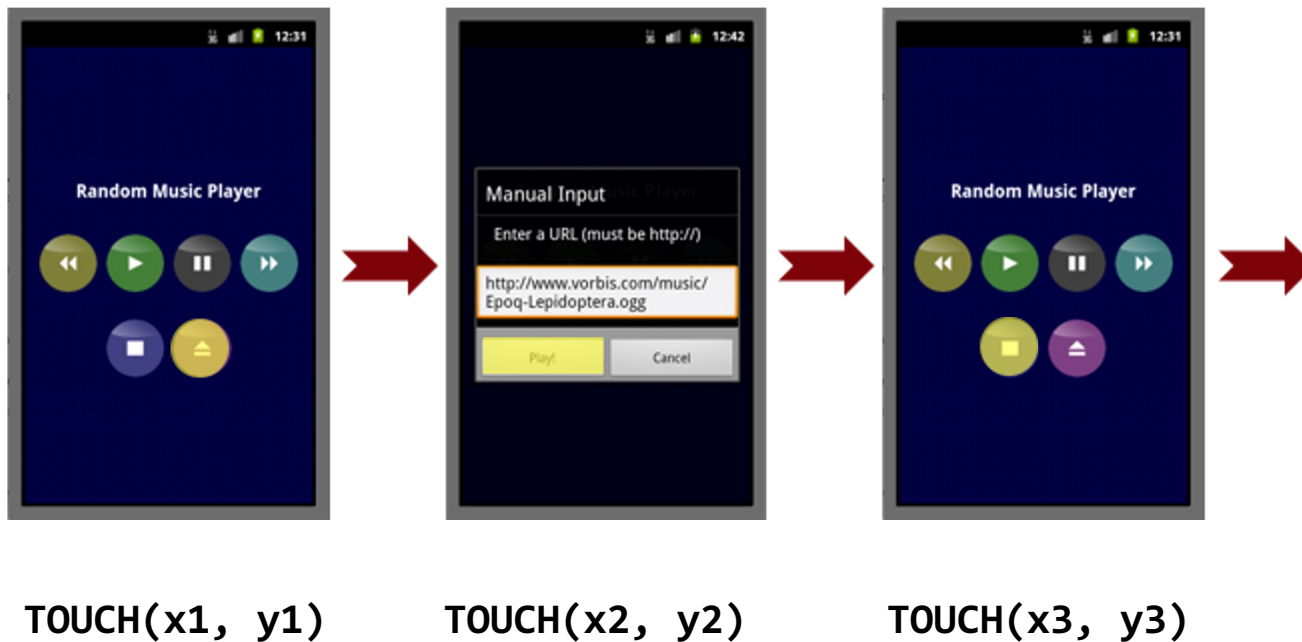 12:31
Random Music Player
12:42
Manual Input
Enter a URL (must be http://)
http://www.vorbis.com/music/
Epoq-Lepidoptera.ogg
Play! Cancel
12:31
Random Music Player
TOUCH(x1, y1) TOUCH(x2, y2) TOUCH(x3, y3)